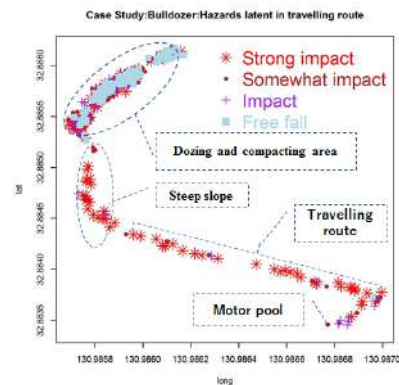 Case Study:Bulldozer:Hazards latent in travelling route
Strong impact
Somewhat impact
Impact
Free fall
Dozing and compacting area
Steep slope
Travelling
route
Motor pool
lat
32.8860
32.8855
32.8850
32.8845
32.8840
32.8835
130.9858
130.9860
130.9862
130.9864
130.9866
130.9868
130.9870
long